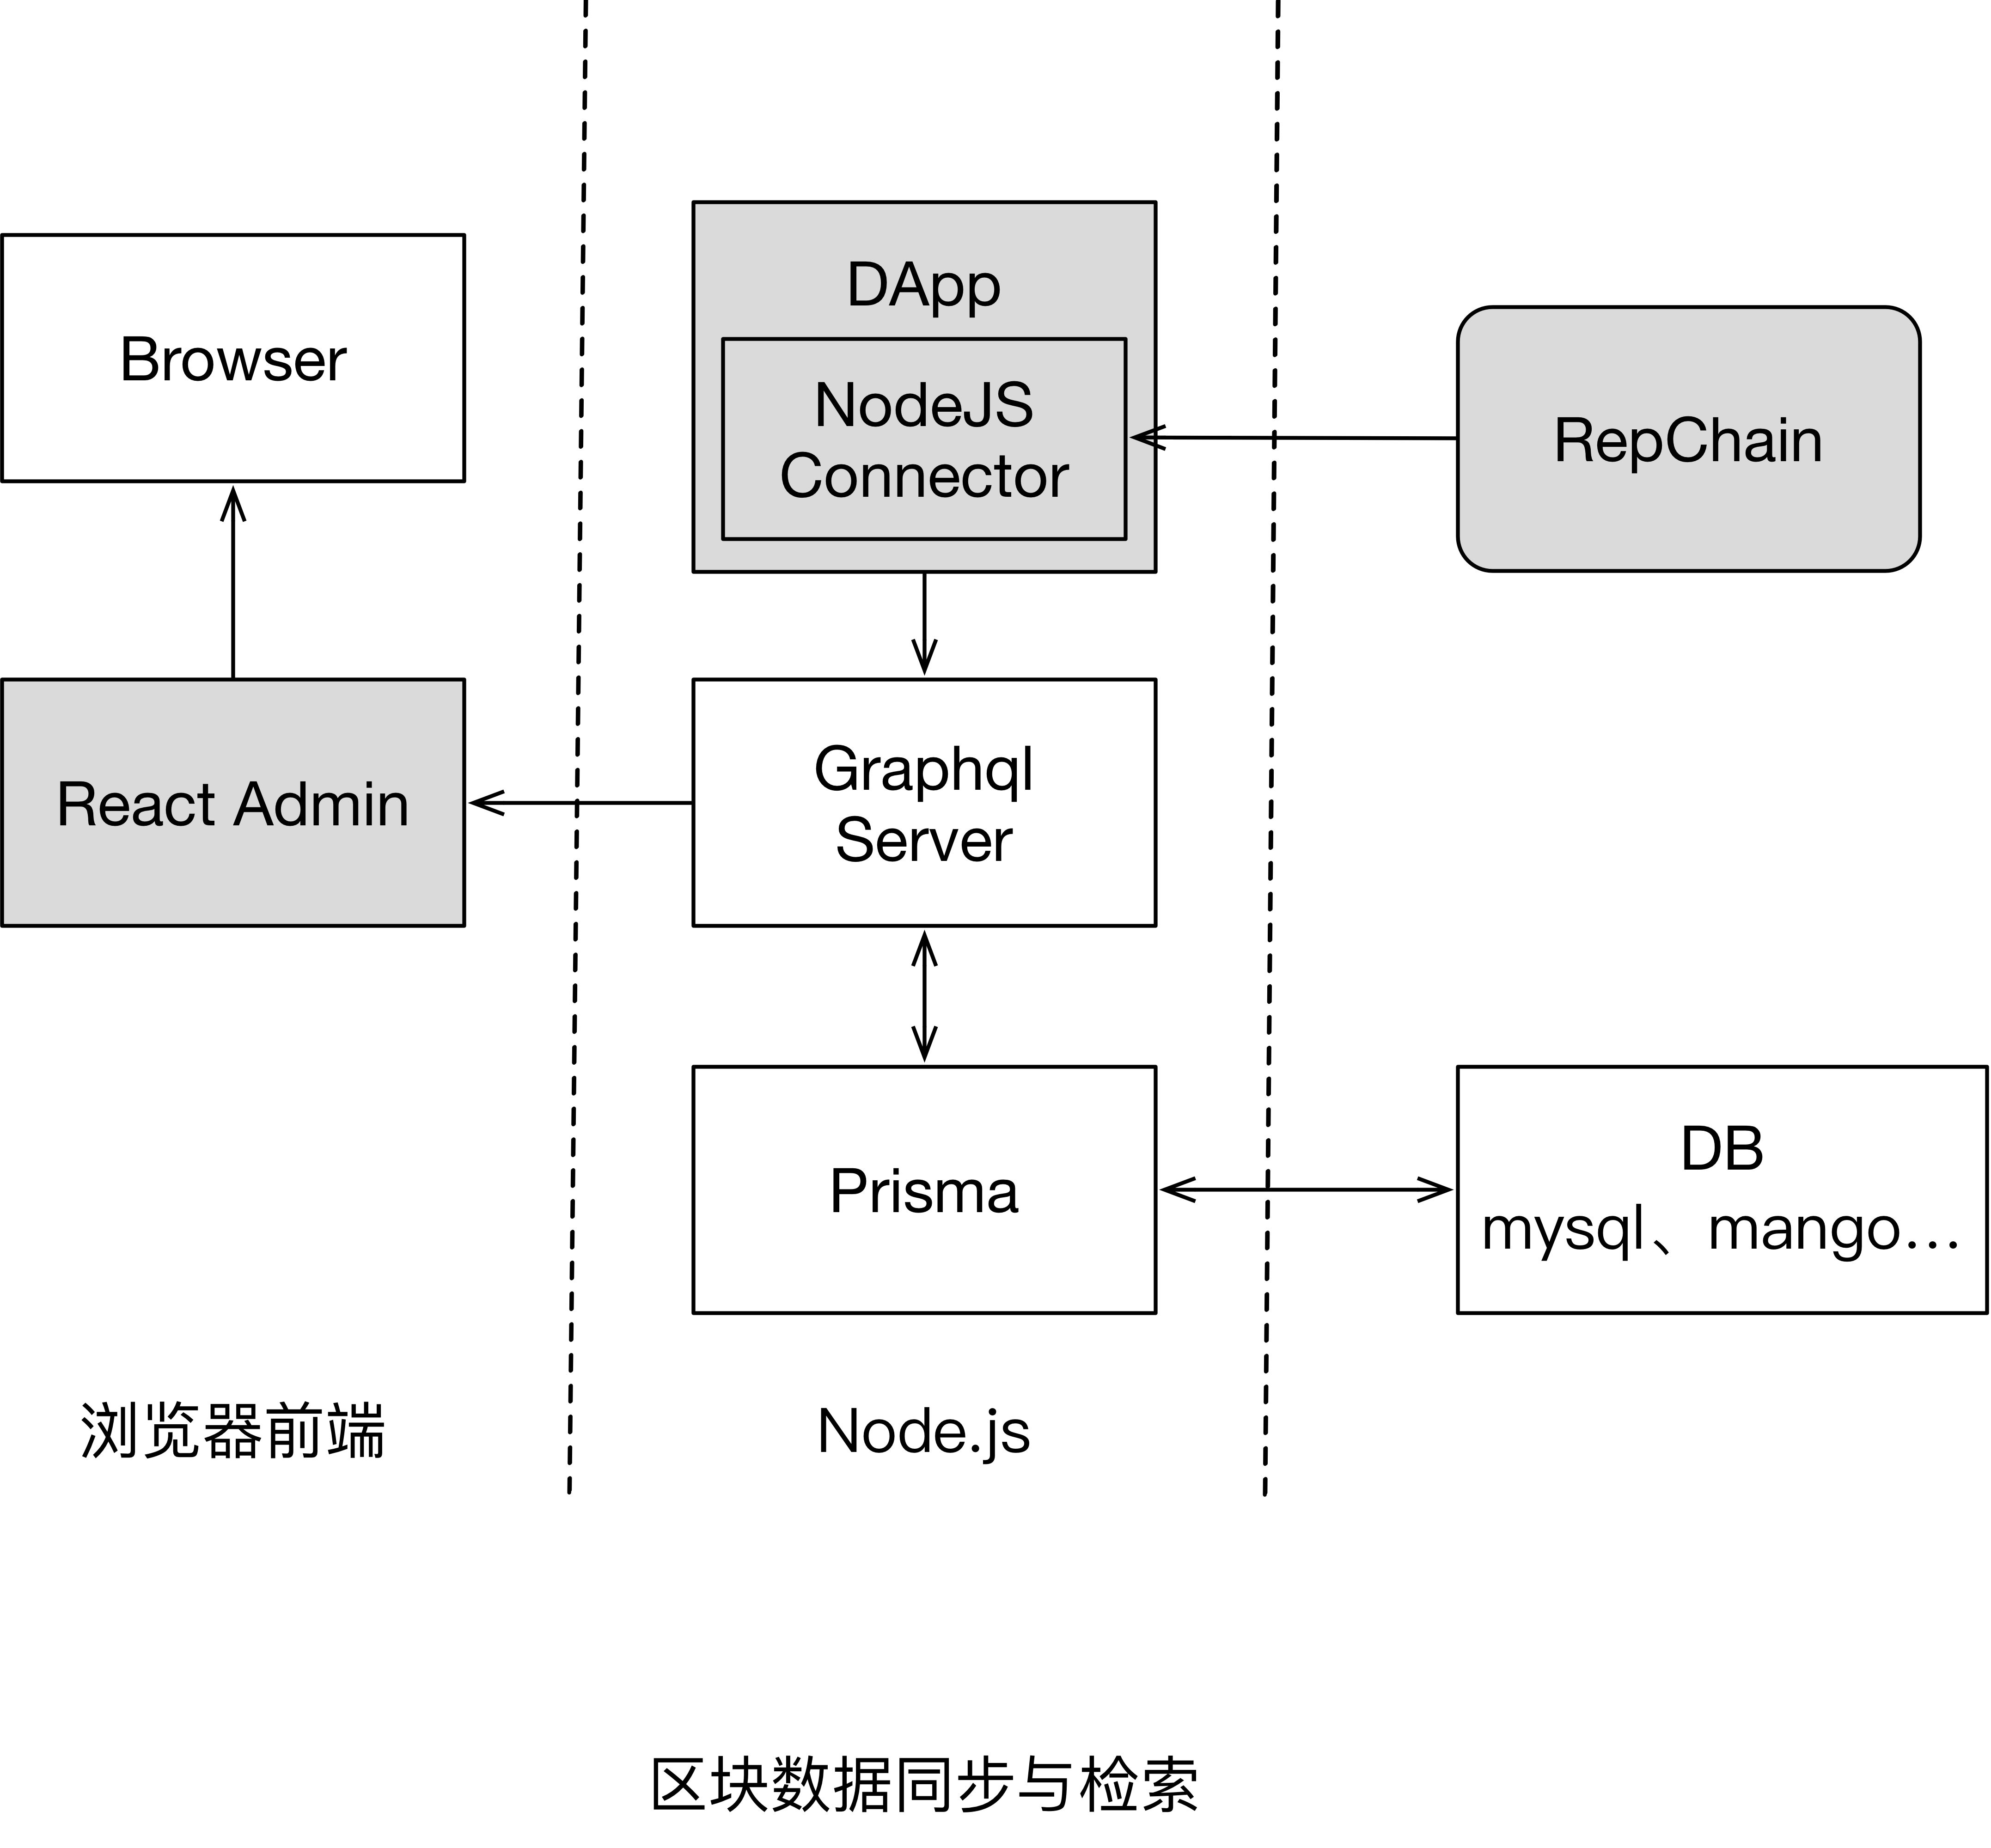 Browser
DApp
NodeJS
Connector
RepChain
React Admin
Graphql
Server
Prisma
DB
mysql、mango...
浏览器前端
Node.js
区块数据同步与检索